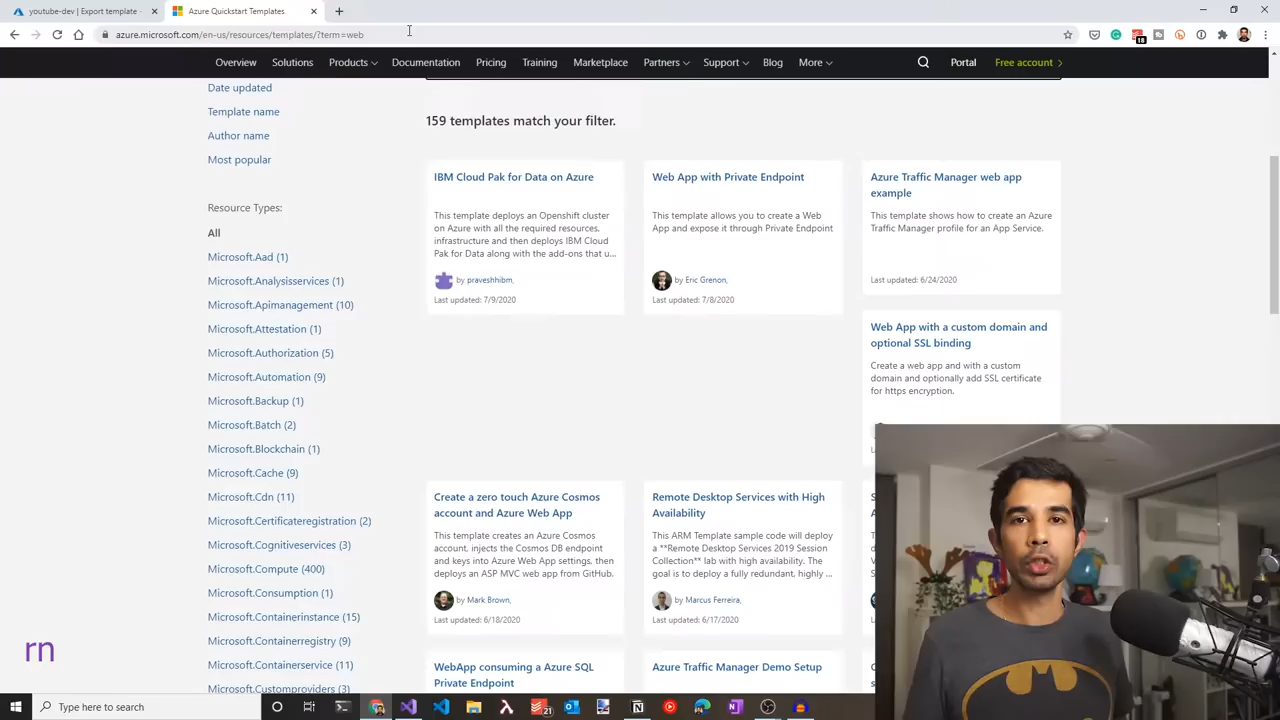 youtube-dev | Export template -
Azure Quickstart Templates
azure.microsoft.com/en-us/resources/templates/?term=web
18
Overview
Solutions
Products
Documentation
Pricing
Training
Marketplace
Partners
Support
Blog
More
Portal
Free account
Date updated
Template name
Author name
Most popular
Resource Types:
All
Microsoft.Aad (1)
Microsoft.Analysisservices (1)
Microsoft.Apimanagement (10)
Microsoft.Attestation (1)
Microsoft.Authorization (5)
Microsoft.Automation (9)
Microsoft.Backup (1)
Microsoft.Batch (2)
Microsoft.Blockchain (1)
Microsoft.Cache (9)
Microsoft.Cdn (11)
Microsoft.Certificateregistration (2)
Microsoft.Cognitiveservices (3)
Microsoft.Compute (400)
Microsoft.Consumption (1)
Microsoft.Containerinstance (15)
Microsoft.Containerregistry (9)
Microsoft.Containerservice (11)
Microsoft.Customproviders (3)
159 templates match your filter.
IBM Cloud Pak for Data on Azure
This template deploys an Openshift cluster
on Azure with all the required resources,
infrastructure and then deploys IBM Cloud
Pak for Data along with the add-ons that u...
by praveshhibm,
Last updated: 7/9/2020
Web App with Private Endpoint
This template allows you to create a Web
App and expose it through Private Endpoint
by Eric Grenon,
Last updated: 7/8/2020
Azure Traffic Manager web app
example
This template shows how to create an Azure
Traffic Manager profile for an App Service.
Last updated: 6/24/2020
Web App with a custom domain and
optional SSL binding
Create a web app and with a custom
domain and optionally add SSL certificate
for https encryption.
Create a zero touch Azure Cosmos
account and Azure Web App
This template creates an Azure Cosmos
account, injects the Cosmos DB endpoint
and keys into Azure Web App settings, then
deploys an ASP MVC web app from GitHub.
by Mark Brown,
Last updated: 6/18/2020
Remote Desktop Services with High
Availability
This ARM Template sample code will deploy
a **Remote Desktop Services 2019 Session
Collection** lab with high availability. The
goal is to deploy a fully redundant, highly ...
by Marcus Ferreira,
Last updated: 6/17/2020
WebApp consuming a Azure SQL
Private Endpoint
Azure Traffic Manager Demo Setup
rn
Type here to search
21